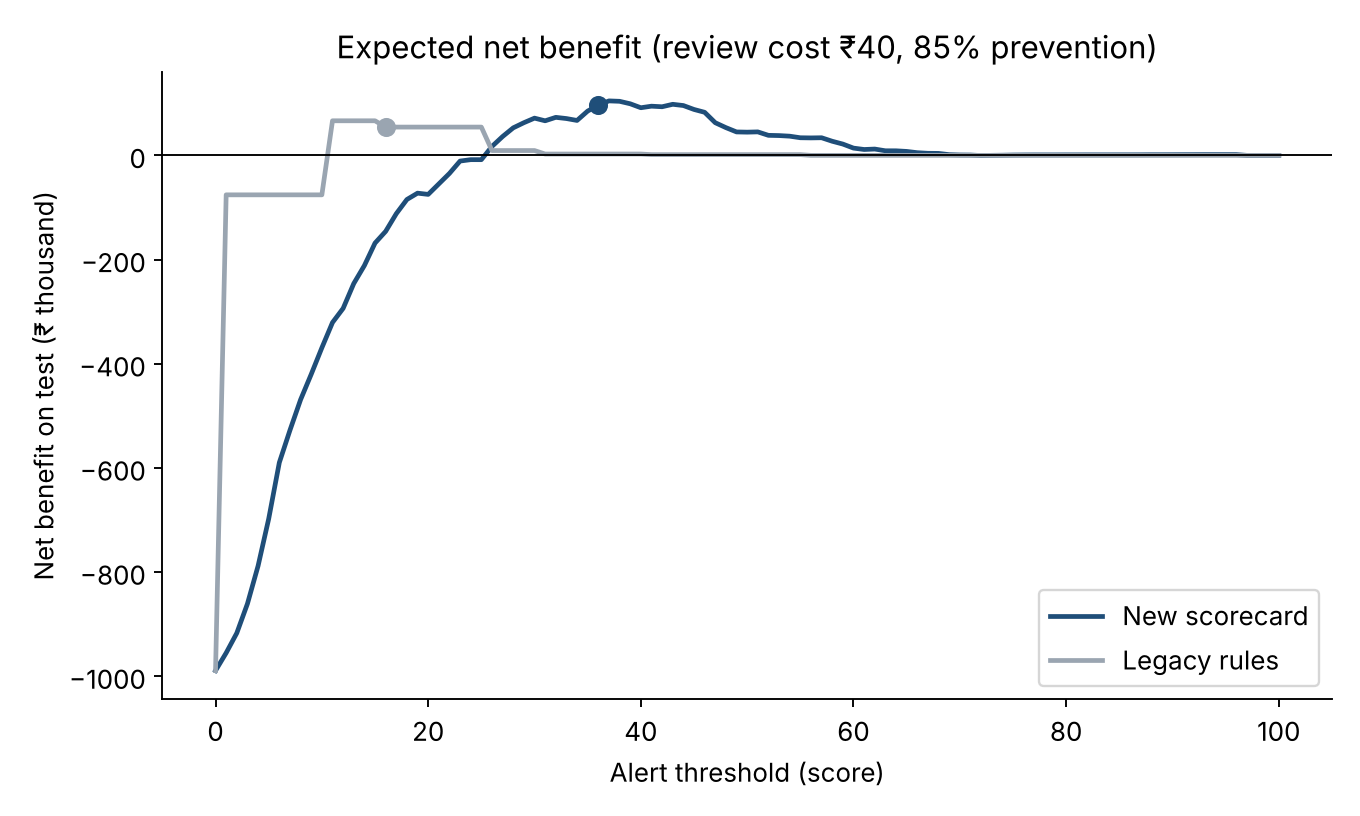 Expected net benefit (review cost ₹40, 85% prevention)
Net benefit on test (₹ thousand)
0
−200
−400
−600
−800
−1000
0 20 40 60 80 100
Alert threshold (score)
New scorecard
Legacy rules